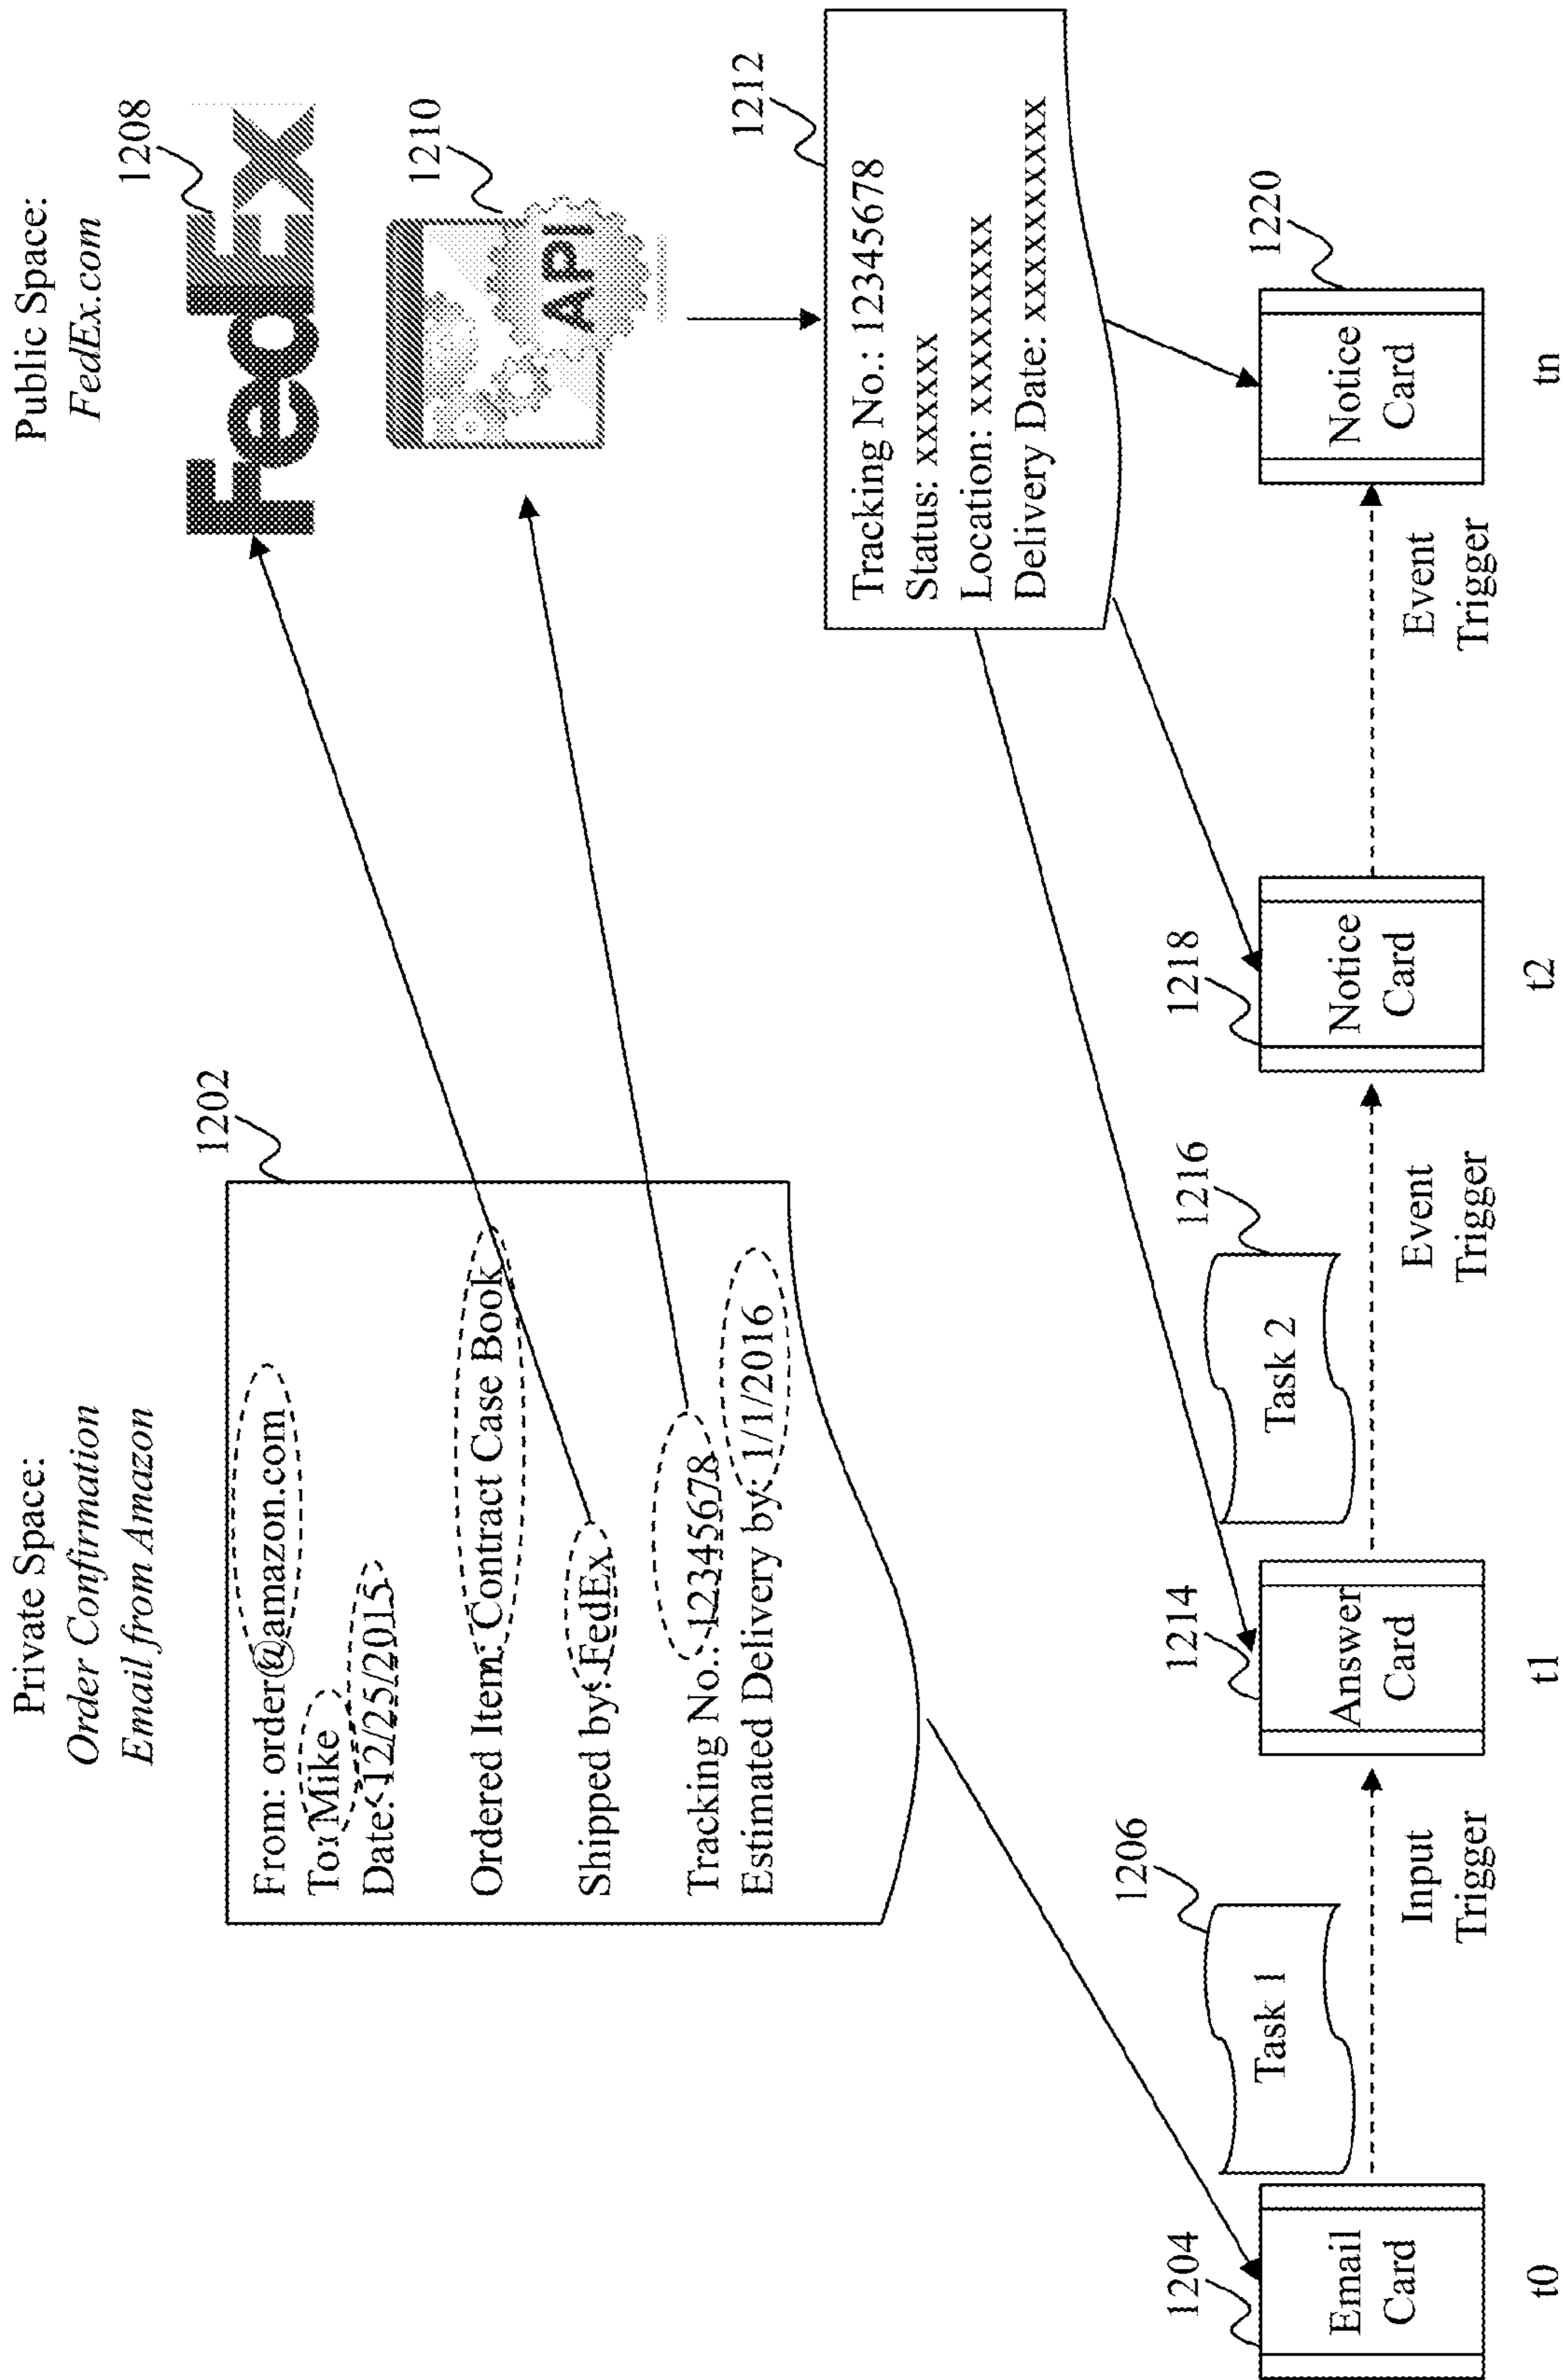 Private Space:
Order Confirmation
Email from Amazon
Public Space:
FedEx.com
1202
From: order@amazon.com
To: Mike
Date: 12/25/2015
Ordered Item: Contract Case Book
Shipped by: FedEx
Tracking No.: 12345678
Estimated Delivery by: 1/1/2016
1208
FedEx
1210
API
1212
Tracking No.: 12345678
Status: xxxxxx
Location: xxxxxxxxxx
Delivery Date: xxxxxxxxxx
1204
Email
Card
t0
1206
Task 1
Input
Trigger
1214
Answer
Card
t1
1216
Task 2
Event
Trigger
1218
Notice
Card
t2
Event
Trigger
1220
Notice
Card
tn